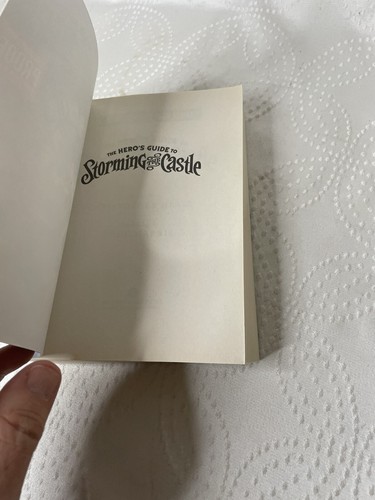 THE HERO'S GUIDE TO
Storming the Castle